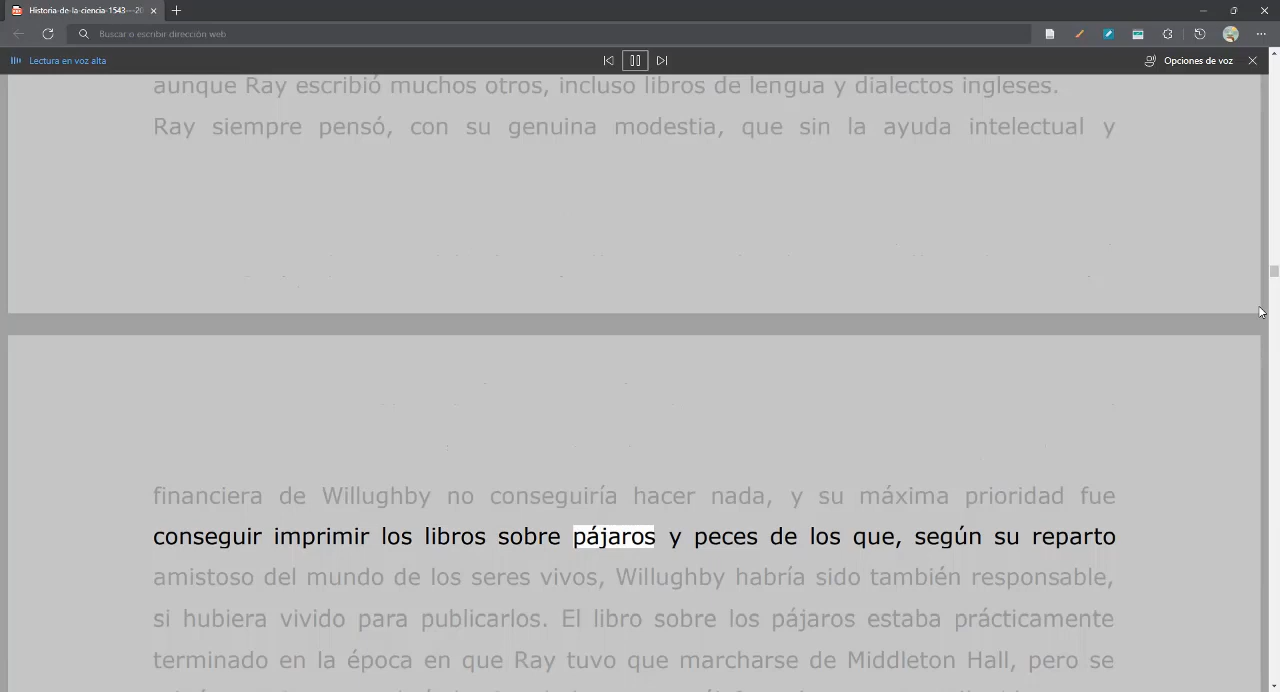 Historia-de-la-ciencia-1543---20
Buscar o escribir dirección web
Lectura en voz alta
Opciones de voz
aunque Ray escribió muchos otros, incluso libros de lengua y dialectos ingleses.
Ray siempre pensó, con su genuina modestia, que sin la ayuda intelectual y
financiera de Willughby no conseguiría hacer nada, y su máxima prioridad fue
conseguir imprimir los libros sobre pájaros y peces de los que, según su reparto
amistoso del mundo de los seres vivos, Willughby habría sido también responsable,
si hubiera vivido para publicarlos. El libro sobre los pájaros estaba prácticamente
terminado en la época en que Ray tuvo que marcharse de Middleton Hall, pero se